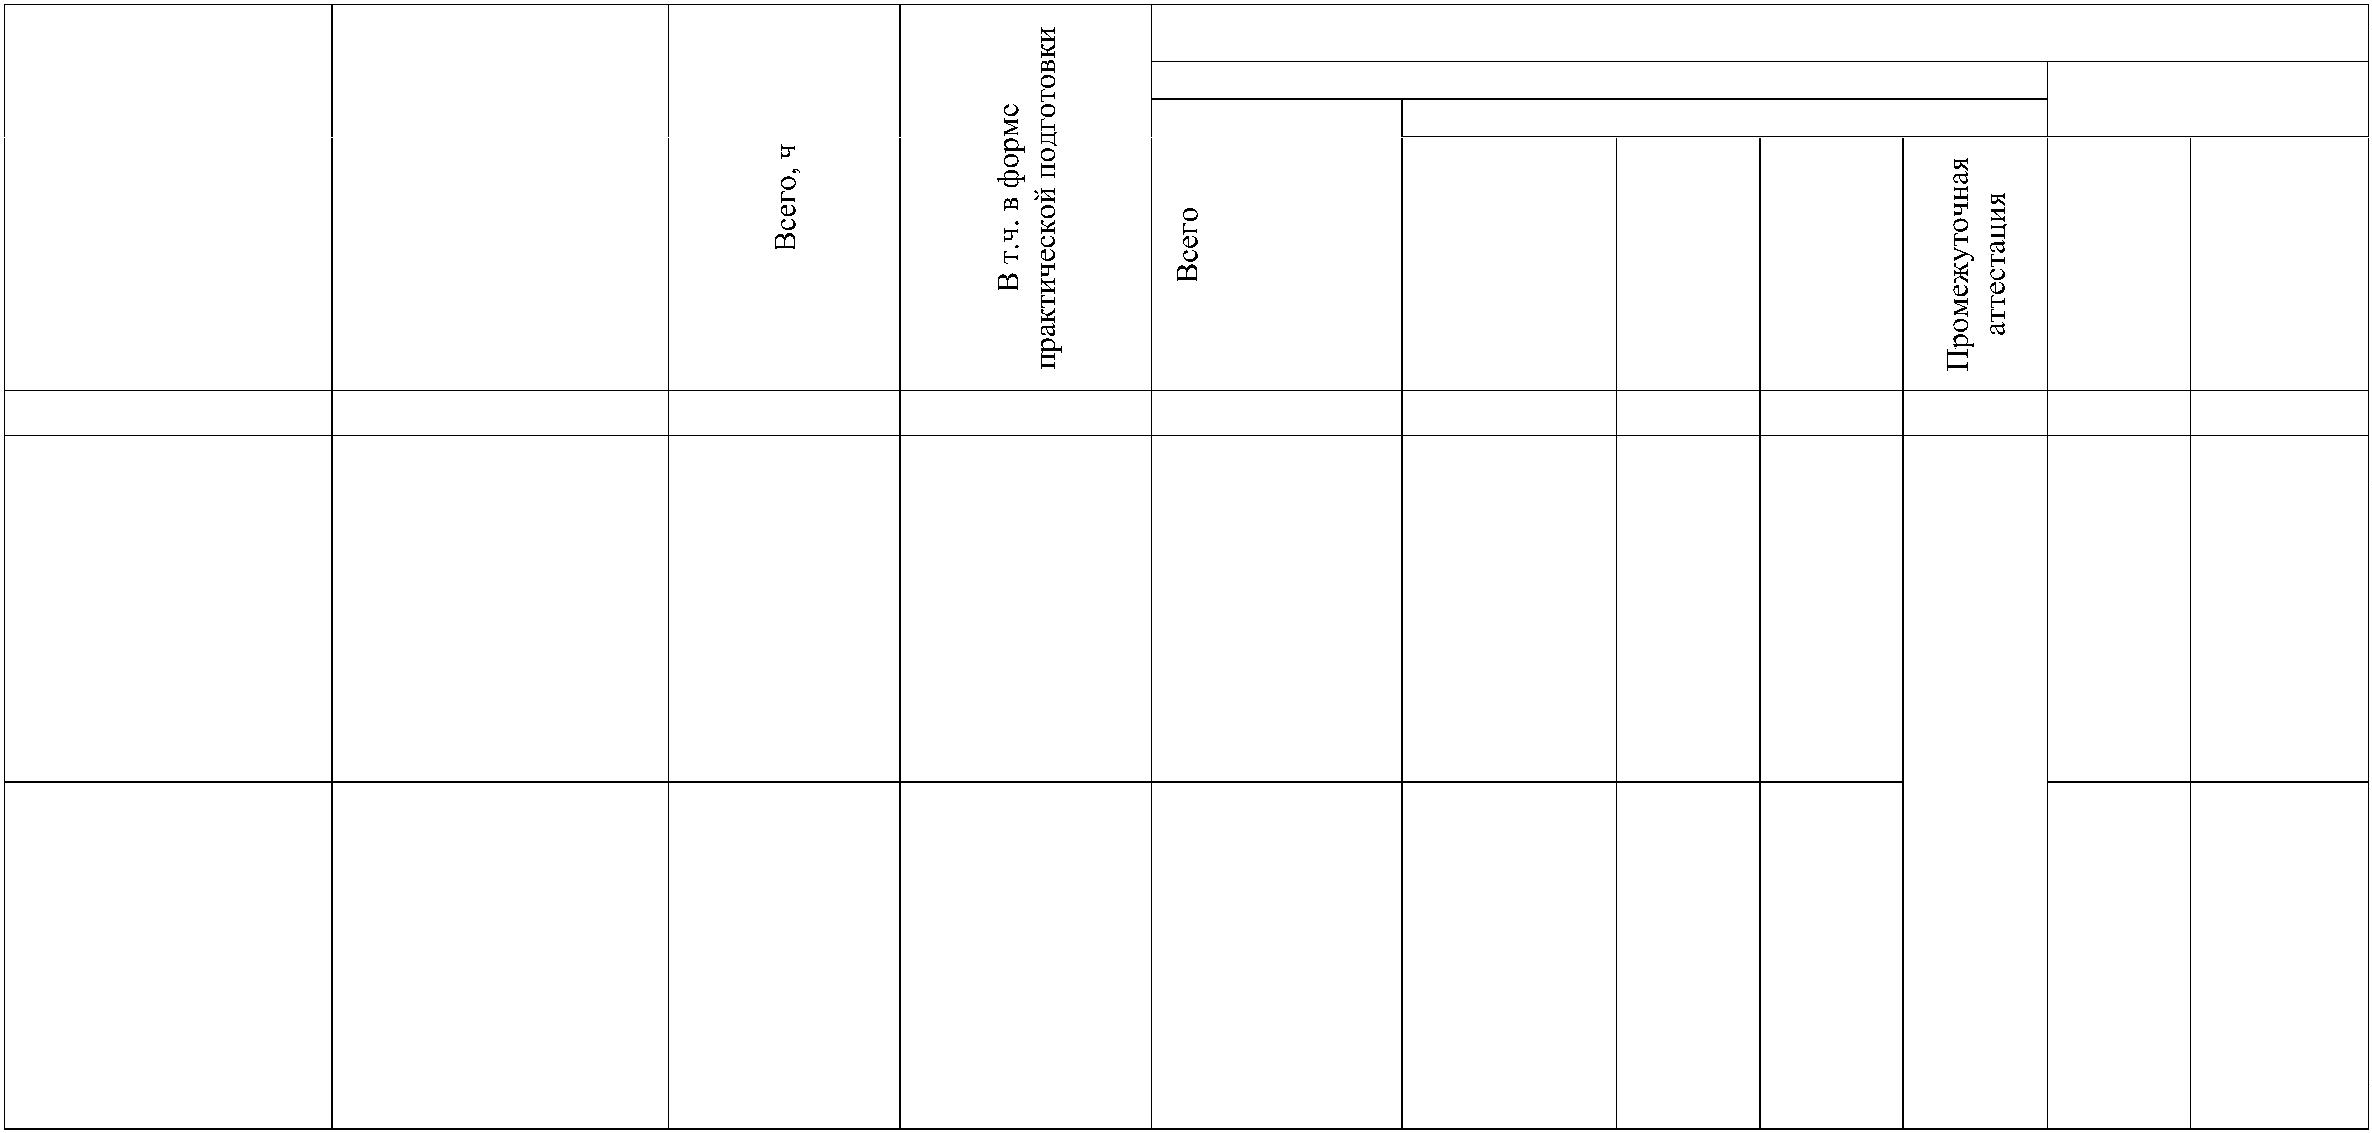 Всего, ч
В т.ч. в форме
практической подготовки
Всего
Промежуточная
аттестация